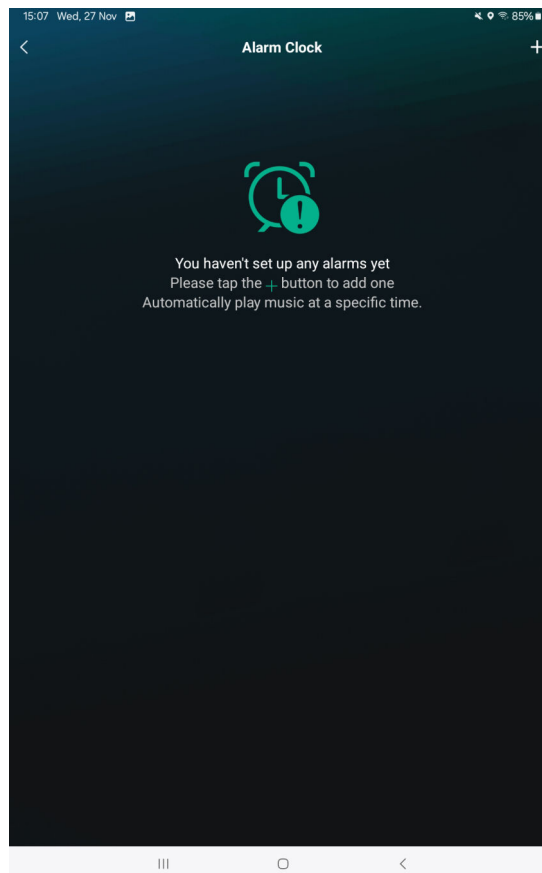 15:07 Wed, 27 Nov 85%
Alarm Clock
You haven't set up any alarms yet
Please tap the + button to add one
Automatically play music at a specific time.